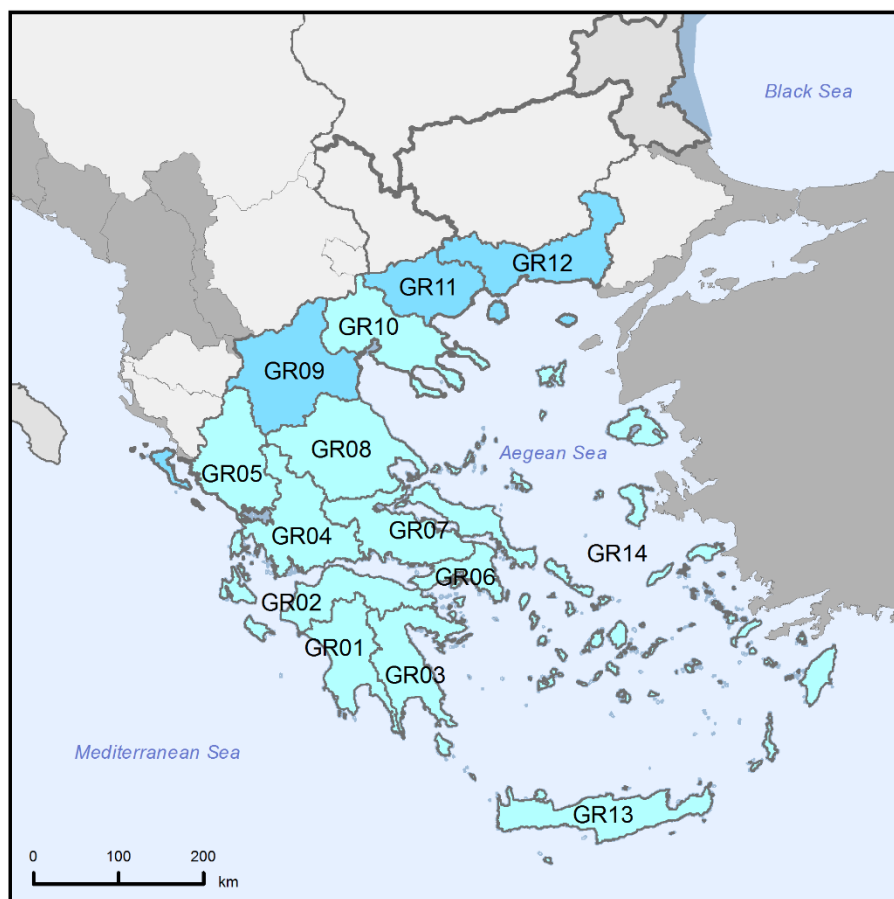 Black Sea
GR12
GR11
GR10
GR09
GR08
Aegean Sea
GR05
GR07
GR04
GR14
GR06
GR02
GR01
GR03
Mediterranean Sea
GR13
0 100 200
km